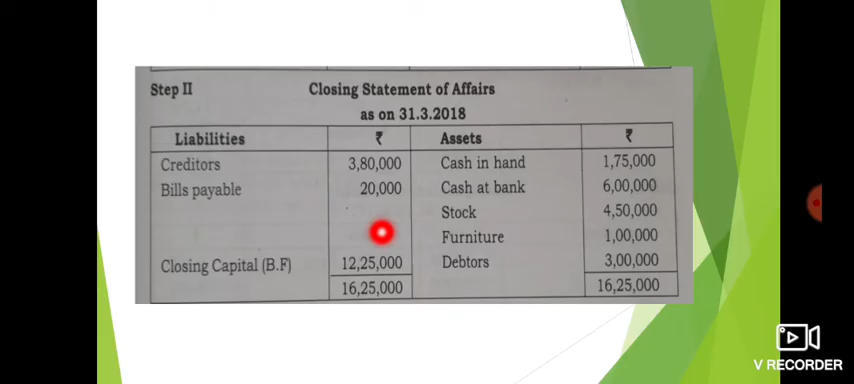 Step II Closing Statement of Affairs
as on 31.3.2018
Liabilities ₹ Assets ₹
Creditors 3,80,000 Cash in hand 1,75,000
Bills payable 20,000 Cash at bank 6,00,000
Stock 4,50,000
Furniture 1,00,000
Closing Capital (B.F) 12,25,000 Debtors 3,00,000
16,25,000 16,25,000
V RECORDER